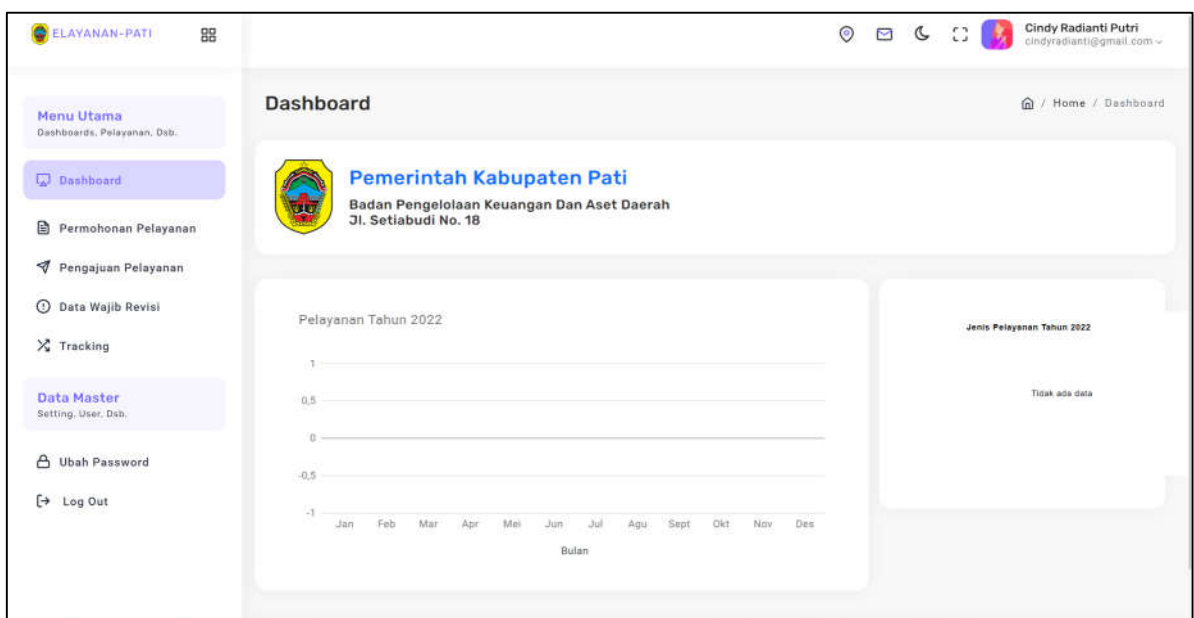 ELAYANAN-PATI
Cindy Radianti Putri
cindyradianti@gmail.com
Menu Utama
Dashboards, Pelayanan, Dsb.
Dashboard
Permohonan Pelayanan
Pengajuan Pelayanan
Data Wajib Revisi
Tracking
Data Master
Setting, User, Dsb.
Ubah Password
Log Out
Dashboard
/ Home / Dashboard
Pemerintah Kabupaten Pati
Badan Pengelolaan Keuangan Dan Aset Daerah
Jl. Setiabudi No. 18
Pelayanan Tahun 2022
1
0,5
0
-0,5
-1
Jan Feb Mar Apr Mei Jun Jul Agu Sept Okt Nov Des
Bulan
Jenis Pelayanan Tahun 2022
Tidak ada data